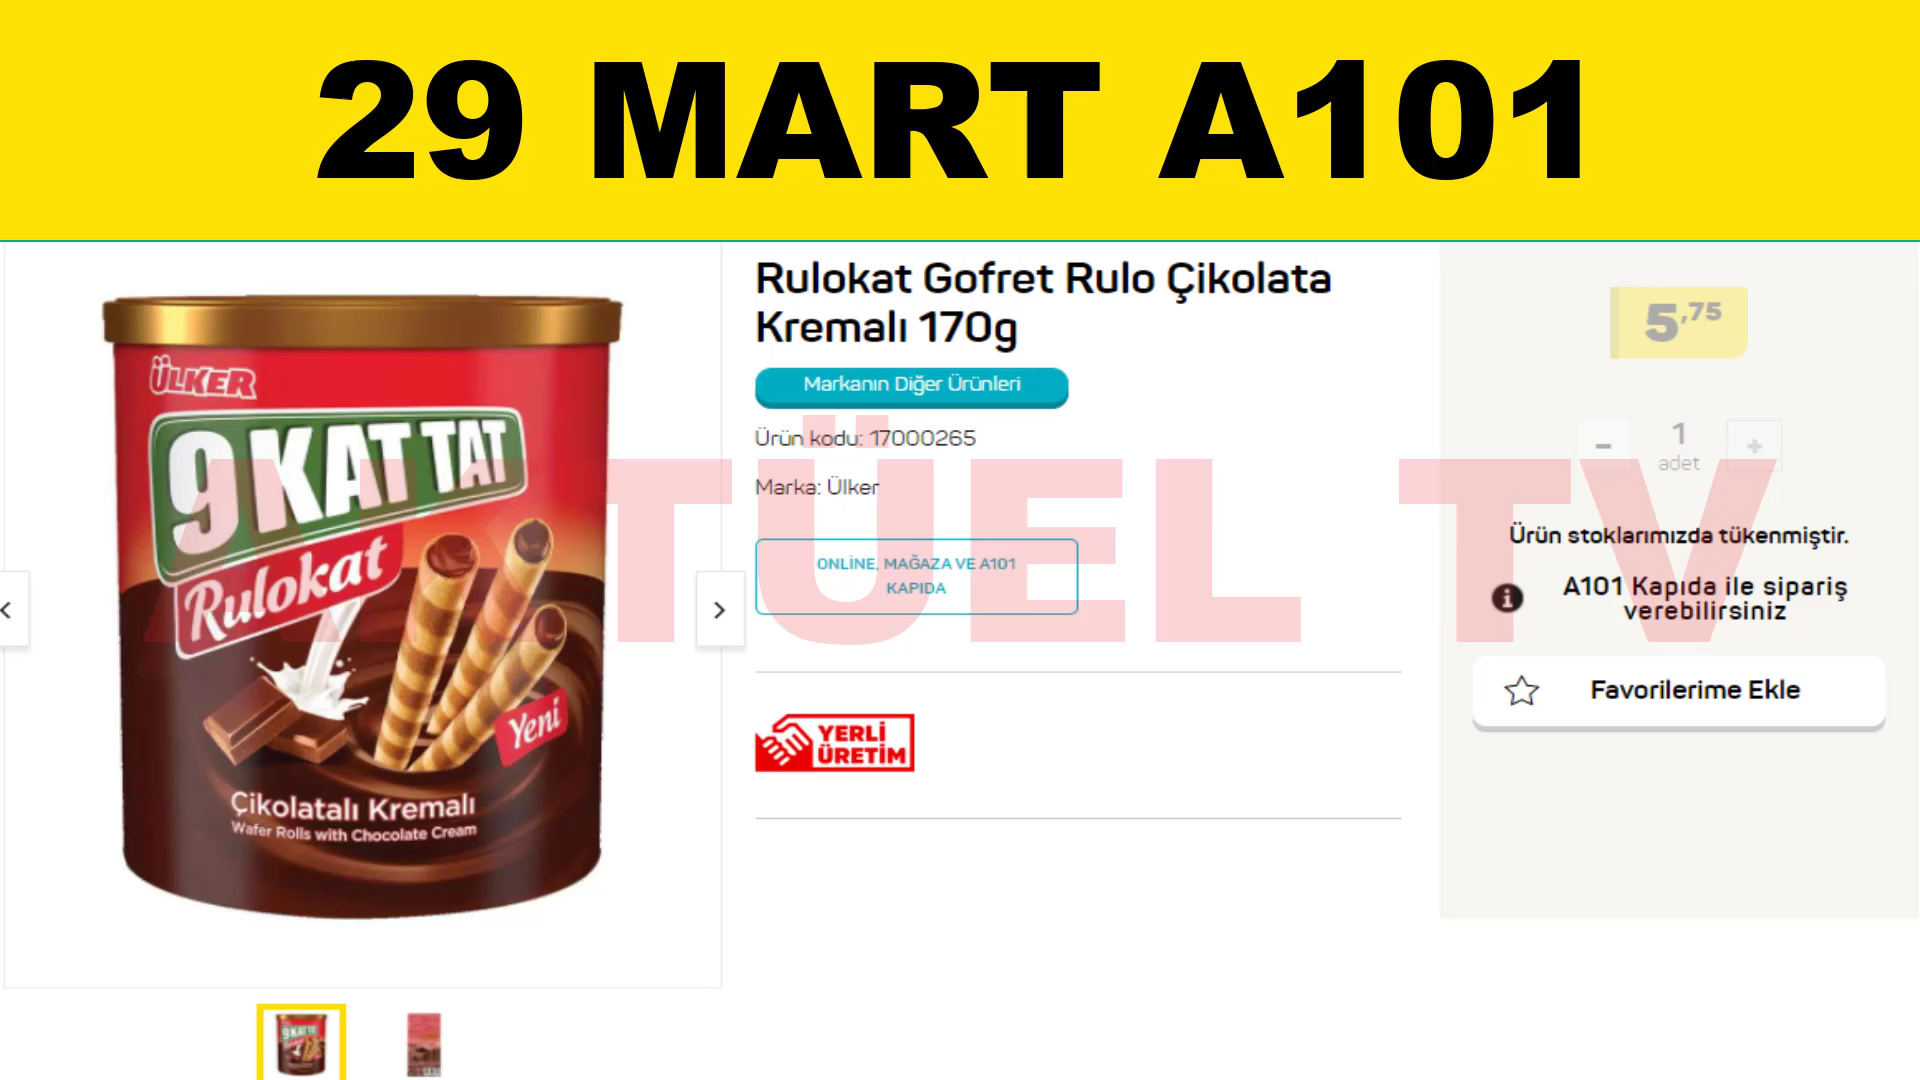 29 MART A101
ÜLKER
9 KAT TAT
Rulokat
Yeni
Çikolatalı Kremalı
Wafer Rolls with Chocolate Cream
Rulokat Gofret Rulo Çikolata
Kremalı 170g
Markanın Diğer Ürünleri
Ürün kodu: 17000265
Marka: Ülker
ONLİNE, MAĞAZA VE A101
KAPIDA
YERLİ
ÜRETİM
5,75
- 1 +
adet
Ürün stoklarımızda tükenmiştir.
A101 Kapıda ile sipariş
verebilirsiniz
Favorilerime Ekle
AKTÜEL TV